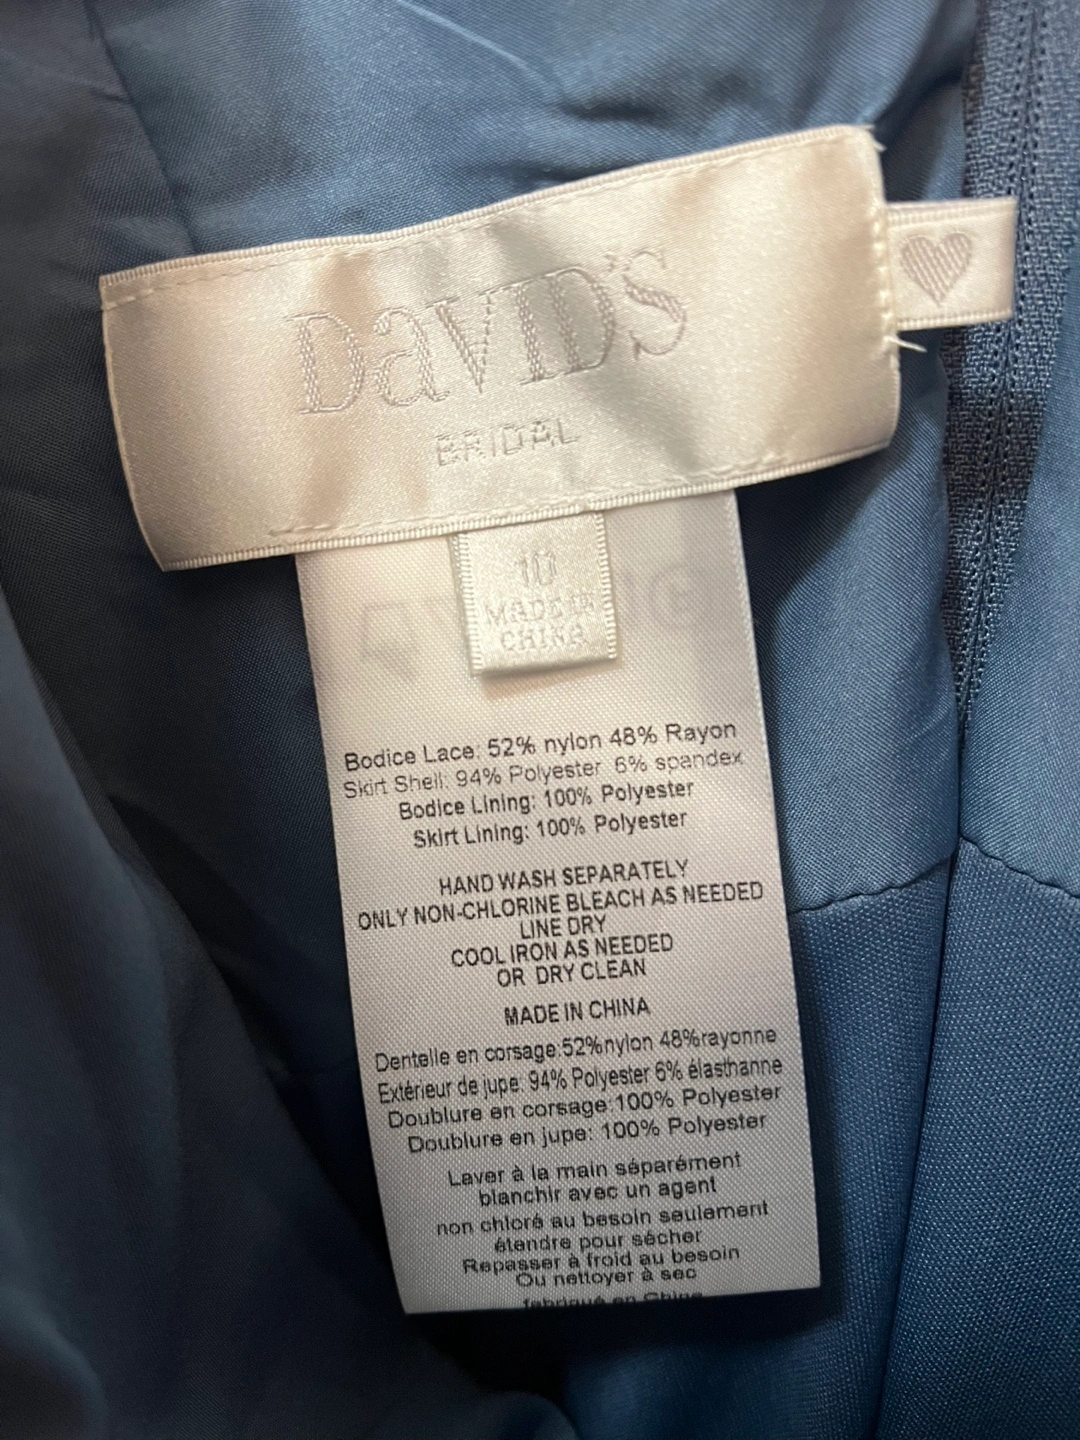 DaVID'S
BRIDAL
10
MADE IN
CHINA
Bodice Lace: 52% nylon 48% Rayon
Skirt Shell: 94% Polyester 6% spandex
Bodice Lining: 100% Polyester
Skirt Lining: 100% Polyester
HAND WASH SEPARATELY
ONLY NON-CHLORINE BLEACH AS NEEDED
LINE DRY
COOL IRON AS NEEDED
OR DRY CLEAN
MADE IN CHINA
Dentelle en corsage:52%nylon 48%rayonne
Extérieur de jupe: 94% Polyester 6% élasthanne
Doublure en corsage:100% Polyester
Doublure en jupe: 100% Polyester
Laver à la main séparément
blanchir avec un agent
non chloré au besoin seulement
étendre pour sécher
Repasser à froid au besoin
Ou nettoyer à sec
fabriqué en Chine